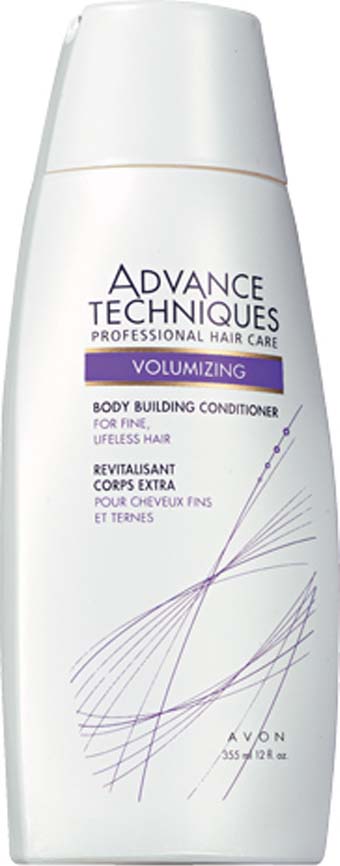 ADVANCE
TECHNIQUES
PROFESSIONAL HAIR CARE
VOLUMIZING
BODY BUILDING CONDITIONER
FOR FINE,
LIFELESS HAIR
REVITALISANT
CORPS EXTRA
POUR CHEVEUX FINS
ET TERNES
AVON
355 ml 12 fl. oz.